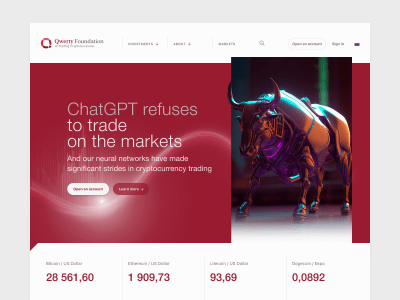 Qwerty Foundation
of Trading Cryptocurrencies
INVESTMENTS
ABOUT
MARKETS
Open an account
Sign in
ChatGPT refuses
to trade
on the markets
And our neural networks have made
significant strides in cryptocurrency trading
Open an account
Learn more
Bitcoin / US Dollar
28 561,60
Ethereum / US Dollar
1 909,73
Litecoin / US Dollar
93,69
Dogecoin / Евро
0,0892